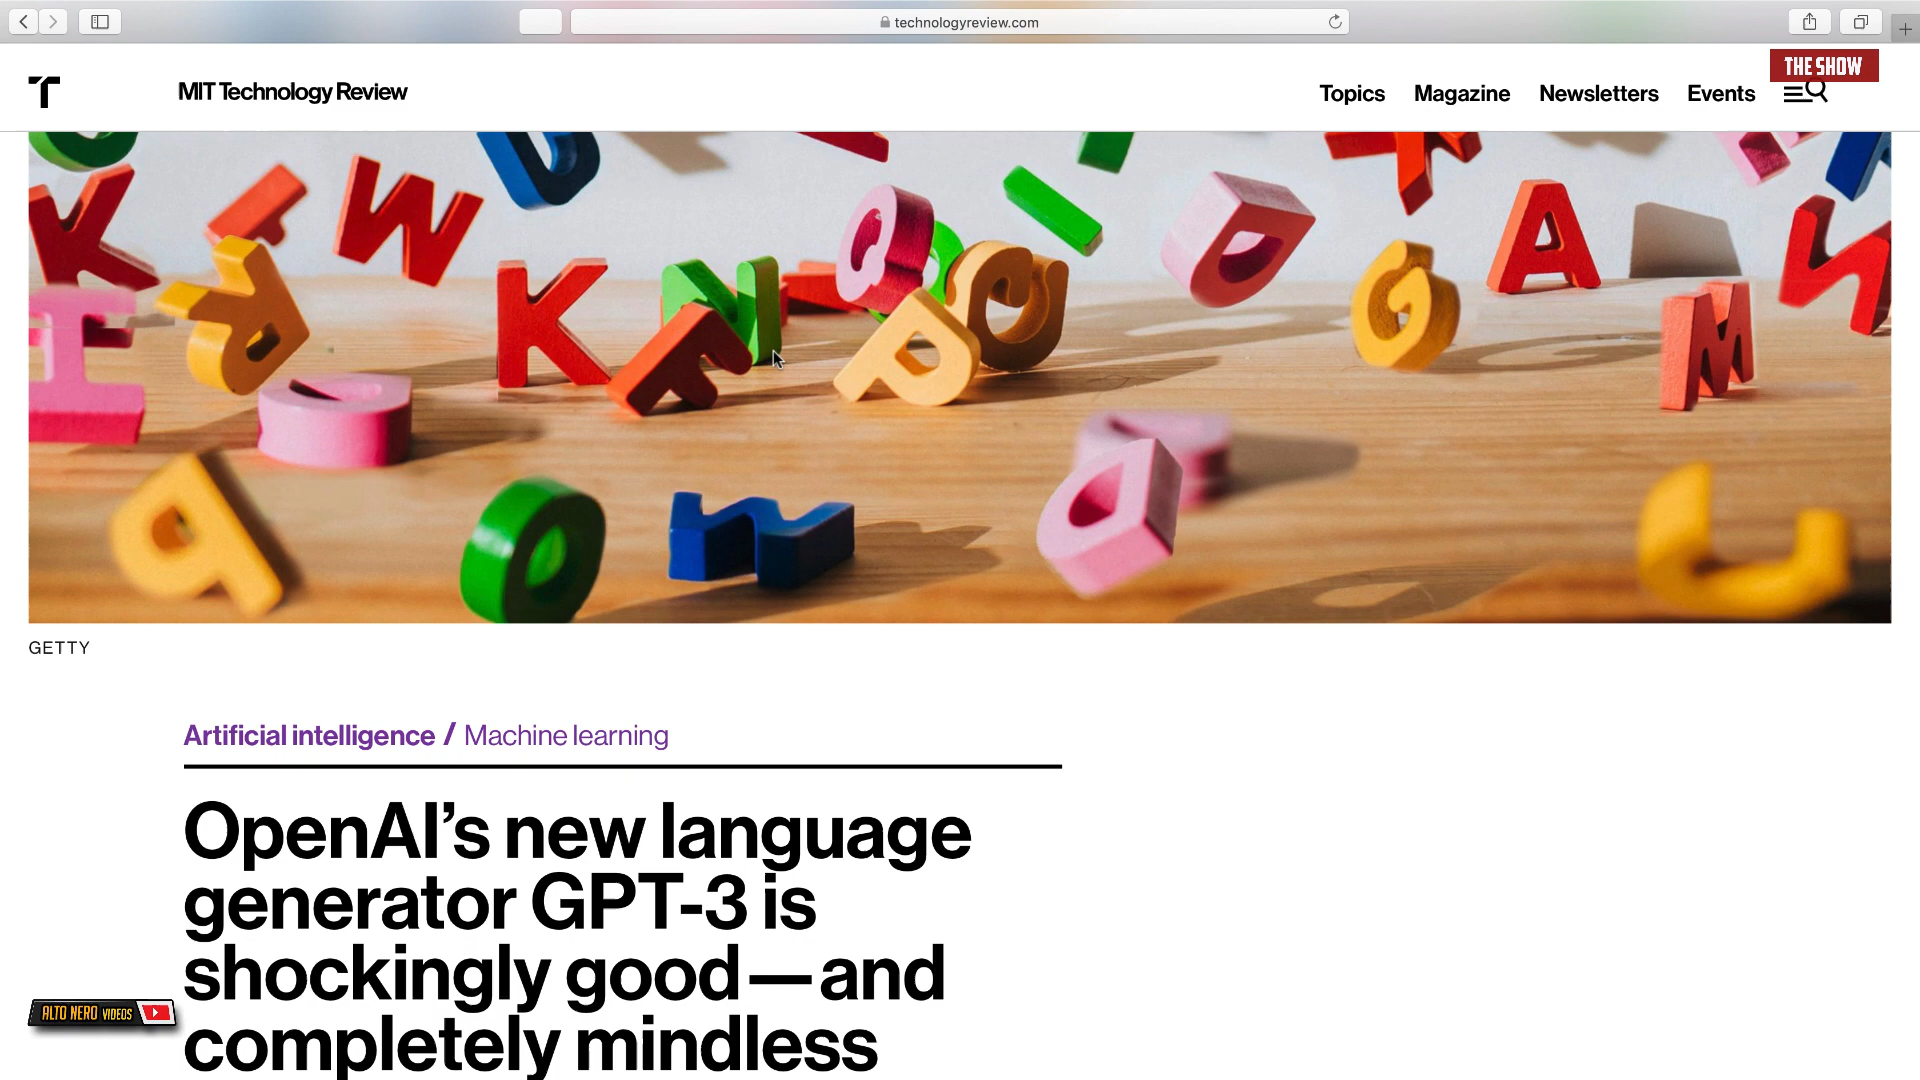 technologyreview.com
THE SHOW
MIT Technology Review
Topics Magazine Newsletters Events
GETTY
Artificial intelligence / Machine learning
OpenAI’s new language
generator GPT-3 is
shockingly good—and
completely mindless
ALTO NERO VIDEOS